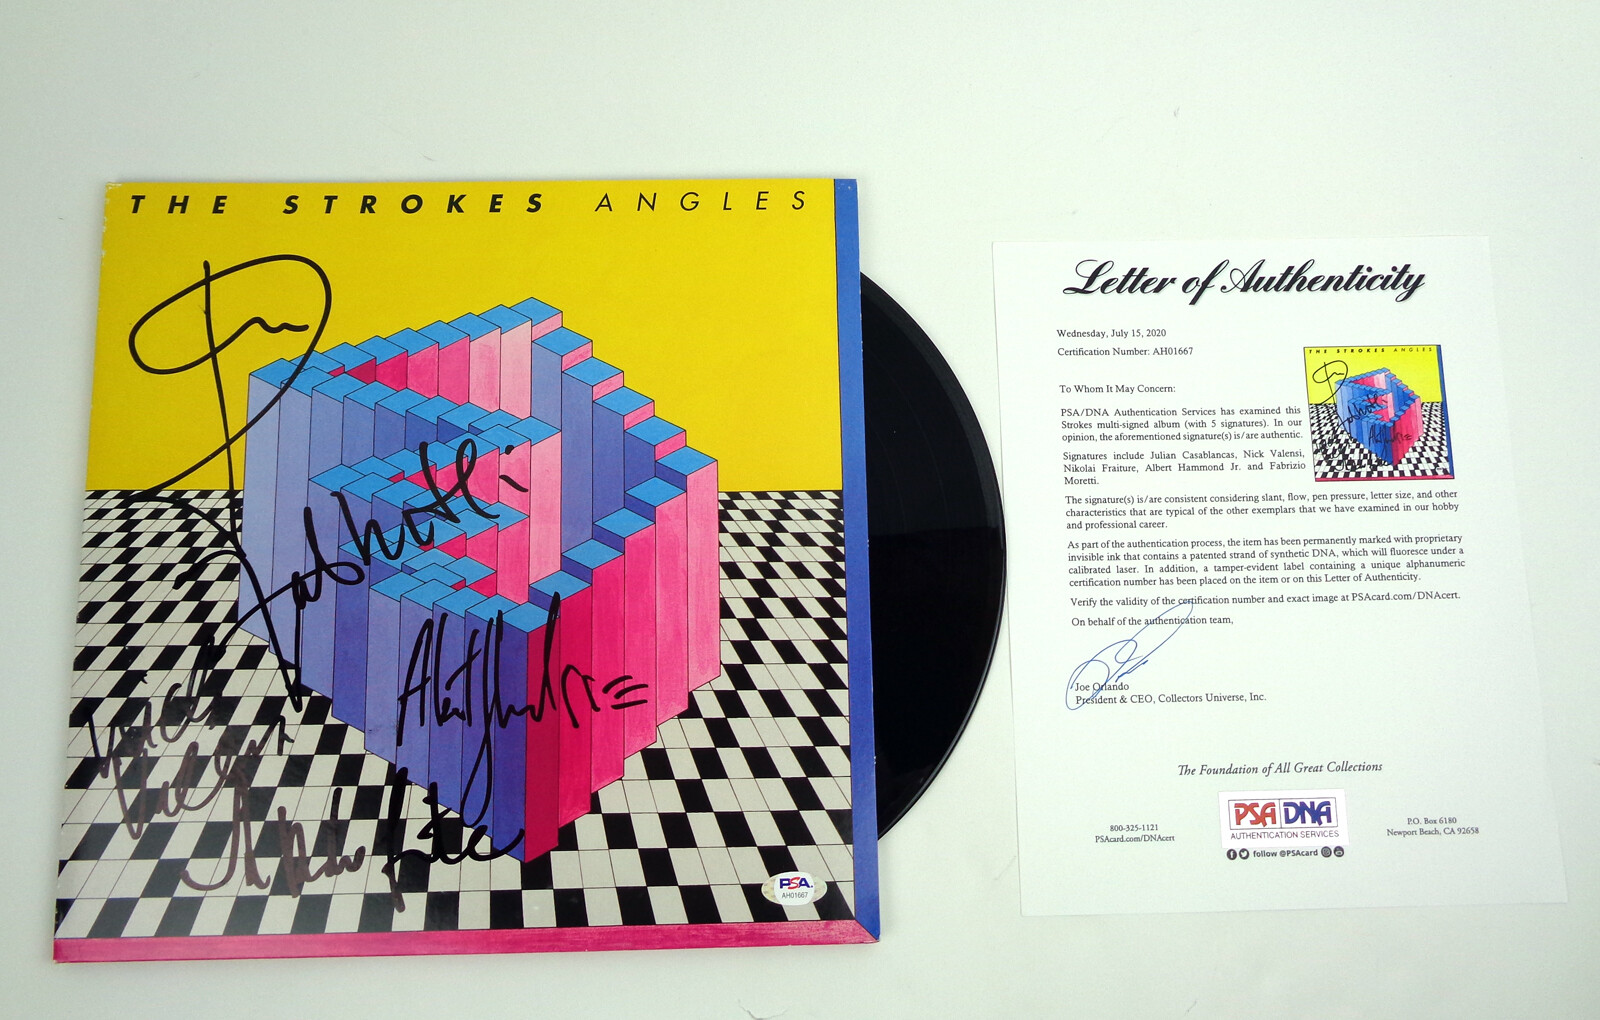 THE STROKES ANGLES
Fab Moretti
Albert Hammond Jr
Nick
Valensi
PSA
AH01667
Letter of Authenticity
Wednesday, July 15, 2020
Certification Number: AH01667
THE STROKES ANGLES
To Whom It May Concern:
PSA/DNA Authentication Services has examined this
Strokes multi-signed album (with 5 signatures). In our
opinion, the aforementioned signature(s) is/are authentic.
Signatures include Julian Casablancas, Nick Valensi,
Nikolai Fraiture, Albert Hammond Jr. and Fabrizio
Moretti.
The signature(s) is/are consistent considering slant, flow, pen pressure, letter size, and other
characteristics that are typical of the other exemplars that we have examined in our hobby
and professional career.
As part of the authentication process, the item has been permanently marked with proprietary
invisible ink that contains a patented strand of synthetic DNA, which will fluoresce under a
calibrated laser. In addition, a tamper-evident label containing a unique alphanumeric
certification number has been placed on the item or on this Letter of Authenticity.
Verify the validity of the certification number and exact image at PSAcard.com/DNAcert.
On behalf of the authentication team,
Joe Orlando
President & CEO, Collectors Universe, Inc.
The Foundation of All Great Collections
800-325-1121
PSAcard.com/DNAcert
PSA DNA
AUTHENTICATION SERVICES
follow @PSAcard
P.O. Box 6180
Newport Beach, CA 92658